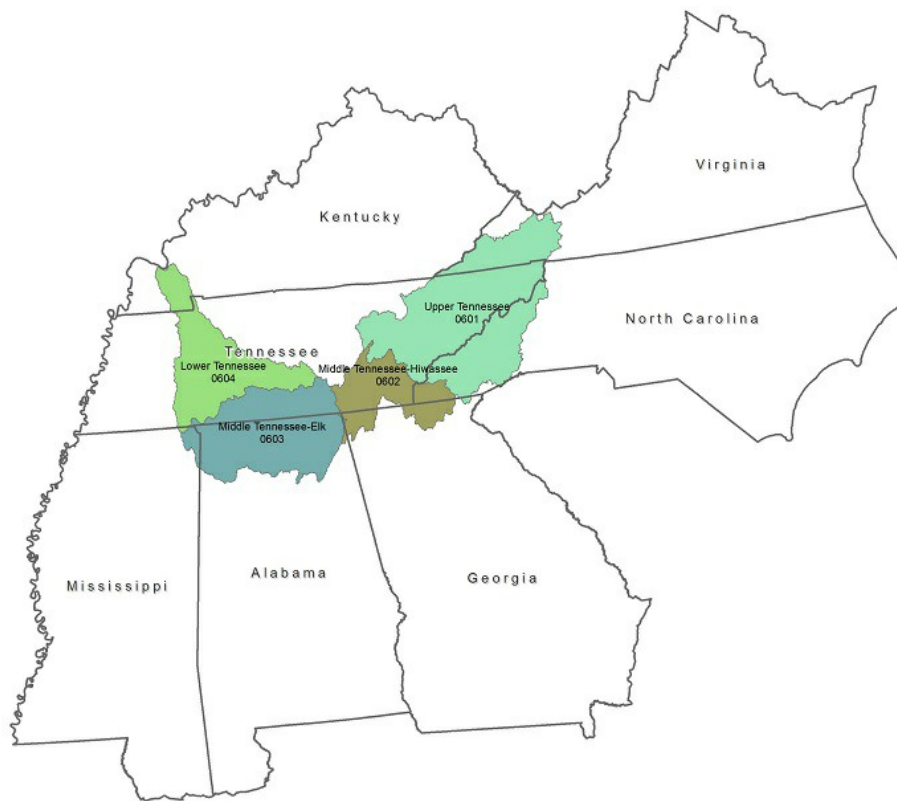 Virginia
Kentucky
Upper Tennessee
0601
North Carolina
Tennessee
Lower Tennessee
0604
Middle Tennessee-Hiwassee
0602
Middle Tennessee-Elk
0603
Mississippi
Alabama
Georgia